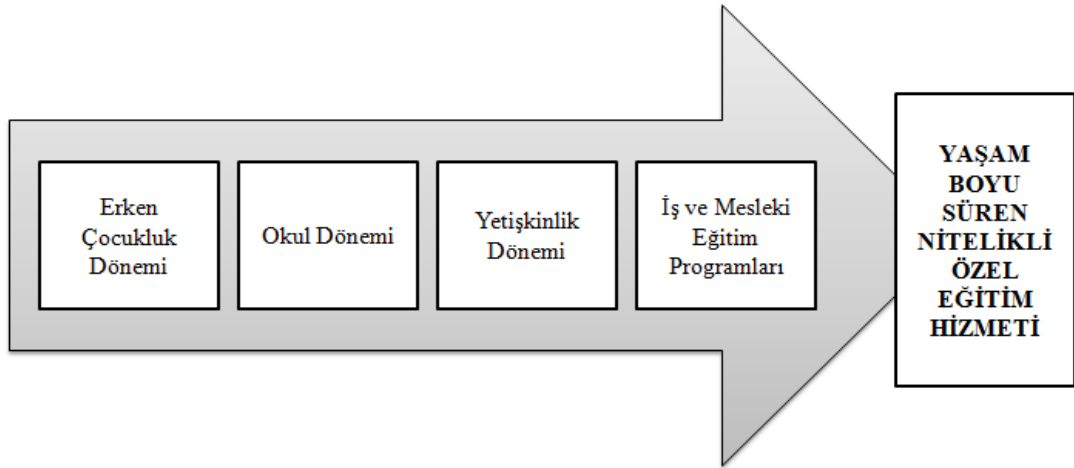 Erken
Çocukluk
Dönemi
Okul Dönemi
Yetişkinlik
Dönemi
İş ve Mesleki
Eğitim
Programları
YAŞAM
BOYU
SÜREN
NİTELİKLİ
ÖZEL
EĞİTİM
HİZMETİ